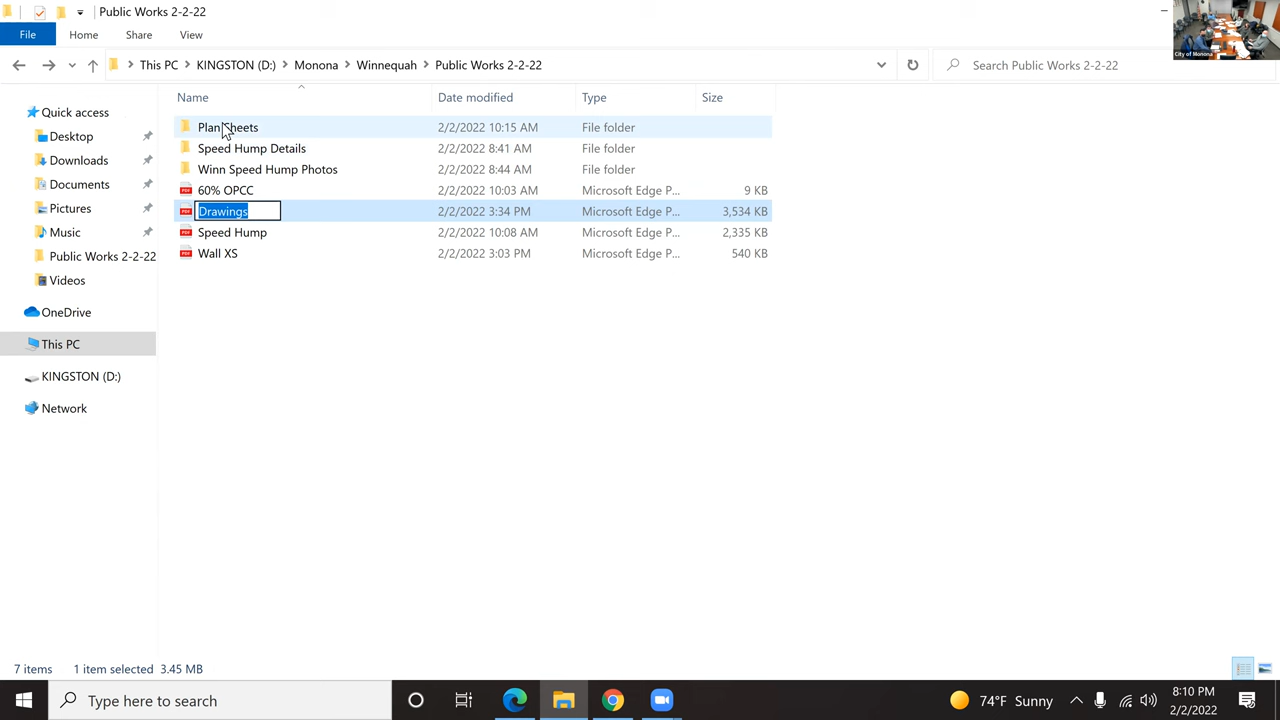 Public Works 2-2-22
File Home Share View
This PC KINGSTON (D:) Monona Winnequah Public Works 2-2-22
Search Public Works 2-2-22
City of Monona
Name Date modified Type Size
Quick access
Desktop
Downloads
Documents
Pictures
Music
Public Works 2-2-22
Videos
OneDrive
This PC
KINGSTON (D:)
Network
Plan Sheets 2/2/2022 10:15 AM File folder
Speed Hump Details 2/2/2022 8:41 AM File folder
Winn Speed Hump Photos 2/2/2022 8:44 AM File folder
60% OPCC 2/2/2022 10:03 AM Microsoft Edge P... 9 KB
Drawings 2/2/2022 3:34 PM Microsoft Edge P... 3,534 KB
Speed Hump 2/2/2022 10:08 AM Microsoft Edge P... 2,335 KB
Wall XS 2/2/2022 3:03 PM Microsoft Edge P... 540 KB
7 items 1 item selected 3.45 MB
Type here to search
74°F Sunny
8:10 PM
2/2/2022